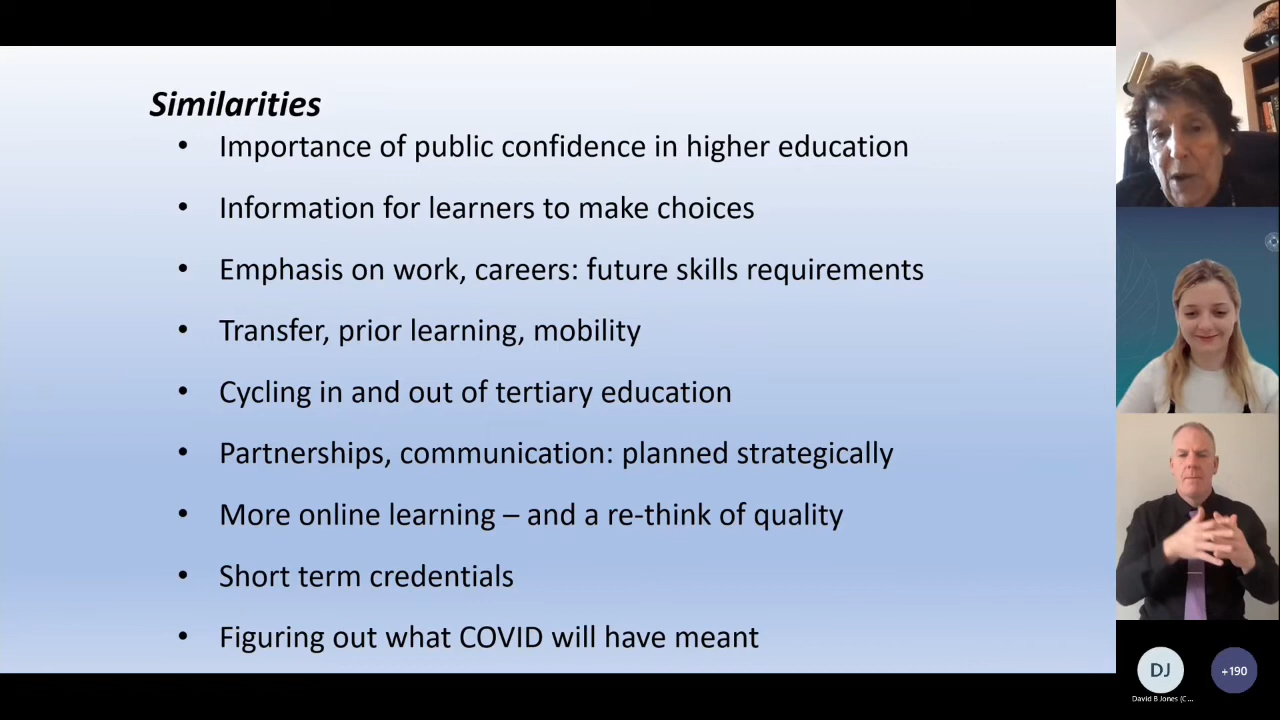 Similarities
• Importance of public confidence in higher education
• Information for learners to make choices
• Emphasis on work, careers: future skills requirements
• Transfer, prior learning, mobility
• Cycling in and out of tertiary education
• Partnerships, communication: planned strategically
• More online learning – and a re-think of quality
• Short term credentials
• Figuring out what COVID will have meant
DJ
+190
David B Jones (C...